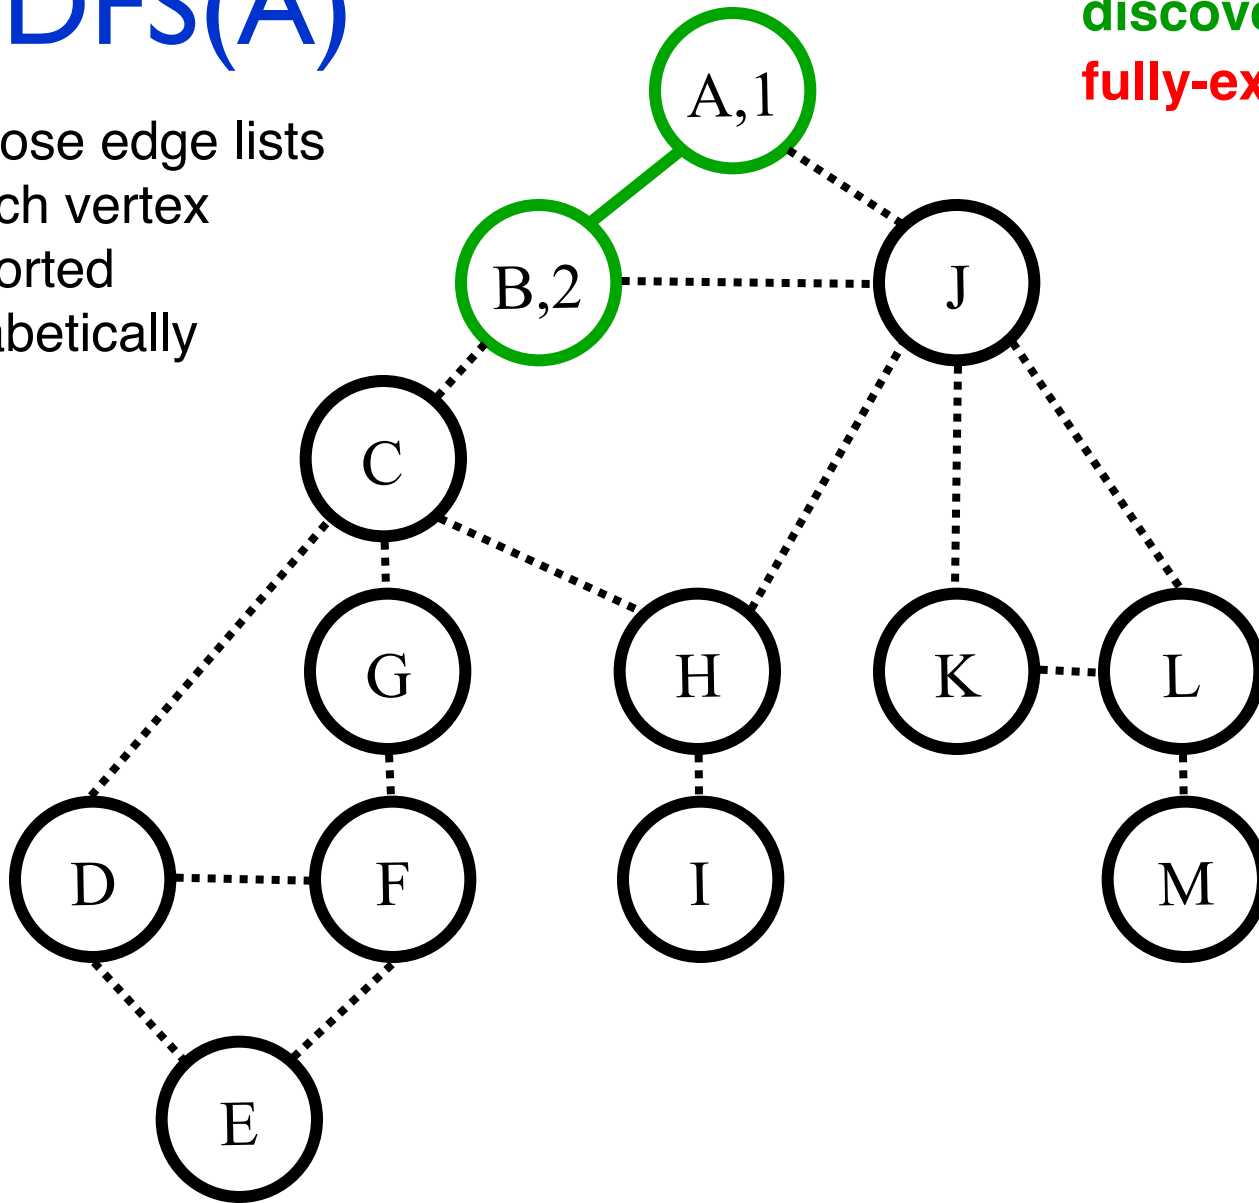 DFS(A)
discove
fully-ex
ose edge lists
ch vertex
orted
abetically
A,1
B,2
J
C
G
H
K
L
D
F
I
M
E